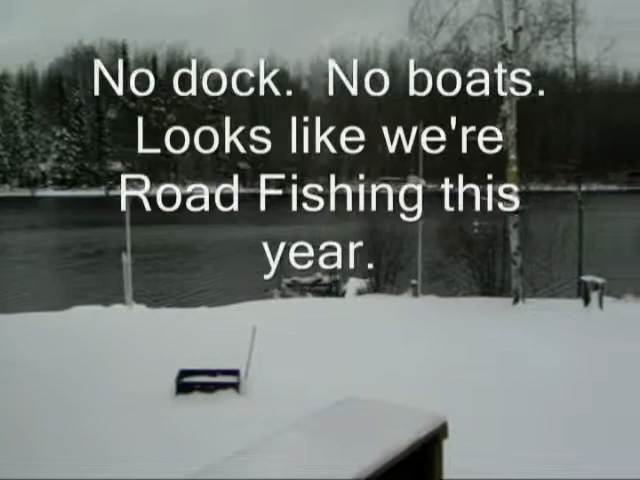 No dock.  No boats.
Looks like we're
Road Fishing this
year.